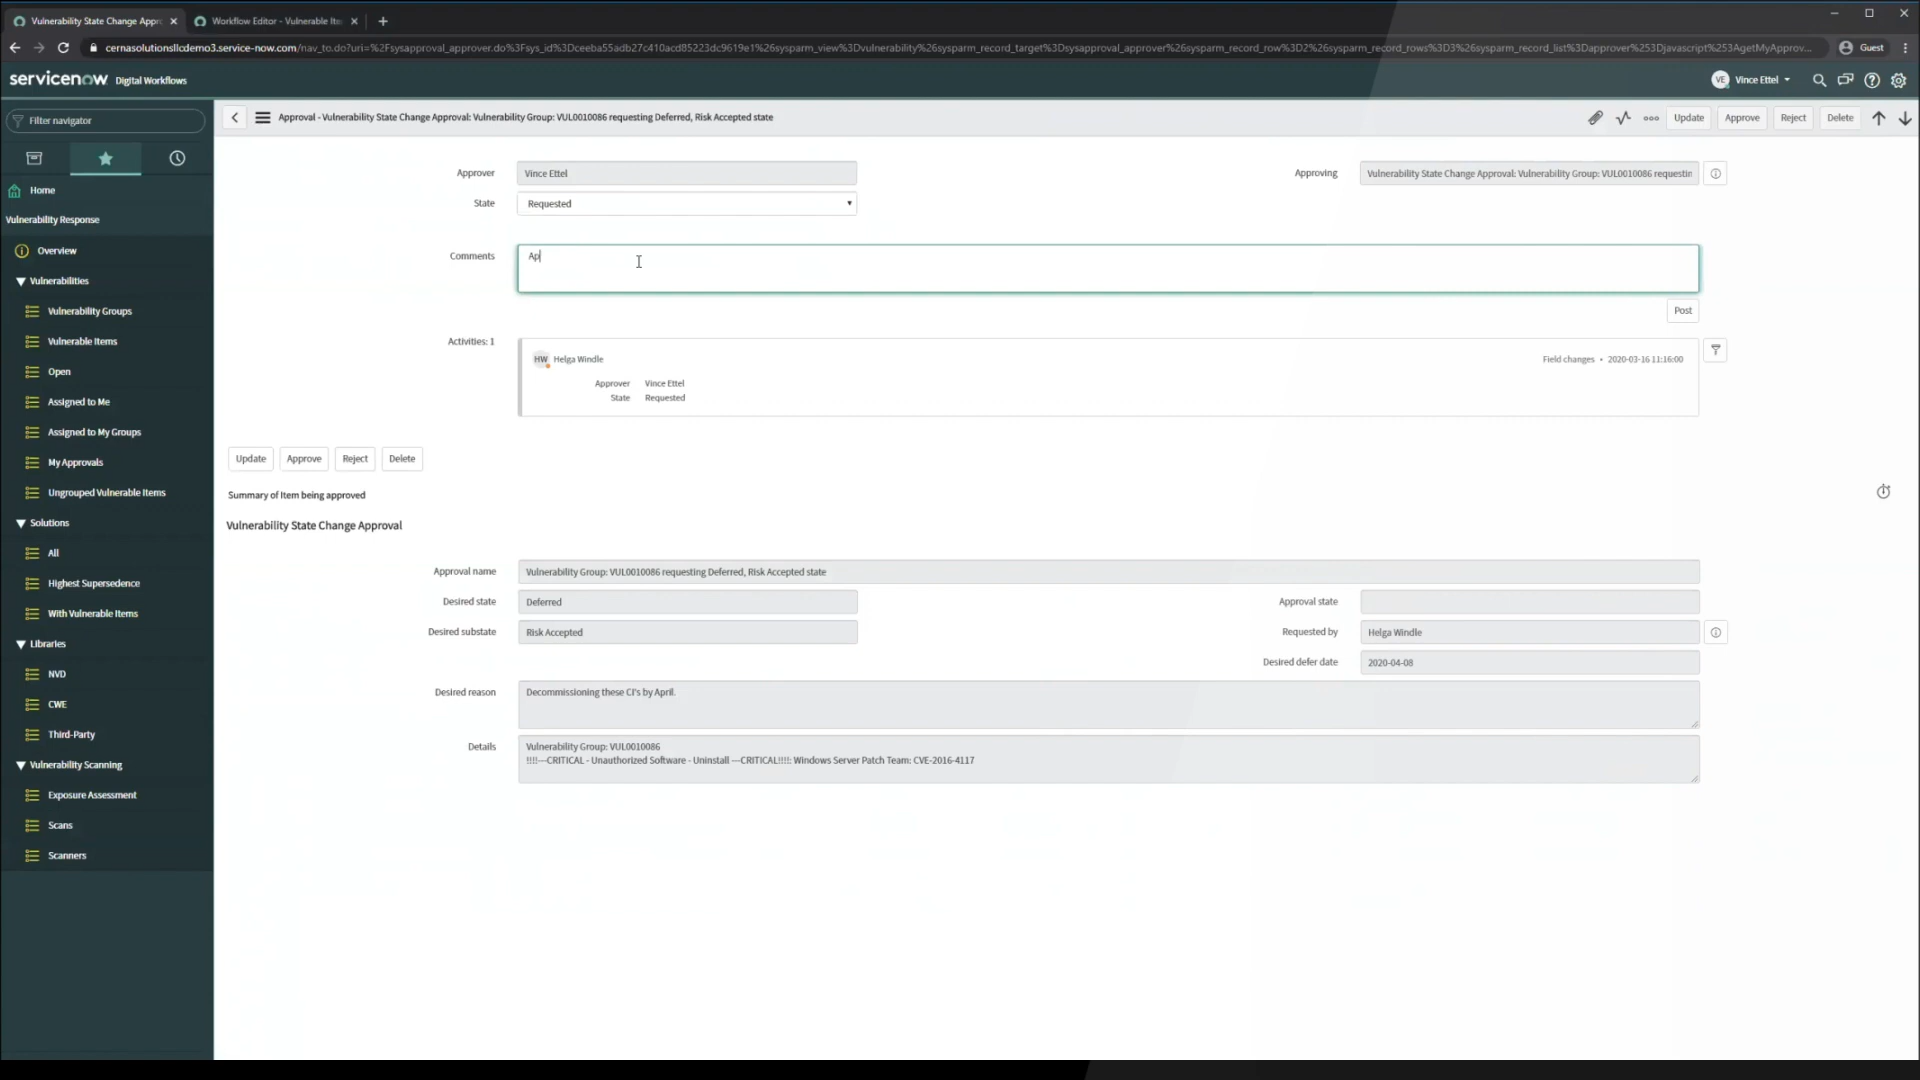 Vulnerability State Change Appr
Workflow Editor - Vulnerable Ite
cernasolutionsllcdemo3.service-now.com/nav_to.do?uri=%2Fsysapproval_approver.do%3Fsys_id%3Dceeba55adb27c410acd85223dc9619e1%26sysparm_view%3Dvulnerability%26sysparm_record_target%3Dsysapproval_approver%26sysparm_record_row%3D2%26sysparm_record_rows%3D3%26sysparm_record_list%3Dapprover%253Djavascript%253AgetMyApprov...
Guest
servicenow Digital Workflows
VE Vince Ettel
Filter navigator
Approval - Vulnerability State Change Approval: Vulnerability Group: VUL0010086 requesting Deferred, Risk Accepted state
Update Approve Reject Delete
Home
Vulnerability Response
Overview
Vulnerabilities
Vulnerability Groups
Vulnerable Items
Open
Assigned to Me
Assigned to My Groups
My Approvals
Ungrouped Vulnerable Items
Solutions
All
Highest Supersedence
With Vulnerable Items
Libraries
NVD
CWE
Third-Party
Vulnerability Scanning
Exposure Assessment
Scans
Scanners
Approver Vince Ettel
Approving Vulnerability State Change Approval: Vulnerability Group: VUL0010086 requestin
State Requested
Comments Ap
Post
Activities: 1
HW Helga Windle
Field changes • 2020-03-16 11:16:00
Approver Vince Ettel
State Requested
Update Approve Reject Delete
Summary of Item being approved
Vulnerability State Change Approval
Approval name Vulnerability Group: VUL0010086 requesting Deferred, Risk Accepted state
Desired state Deferred
Approval state
Desired substate Risk Accepted
Requested by Helga Windle
Desired defer date 2020-04-08
Desired reason Decommissioning these CI's by April.
Details Vulnerability Group: VUL0010086
!!!!---CRITICAL - Unauthorized Software - Uninstall ---CRITICAL!!!!: Windows Server Patch Team: CVE-2016-4117